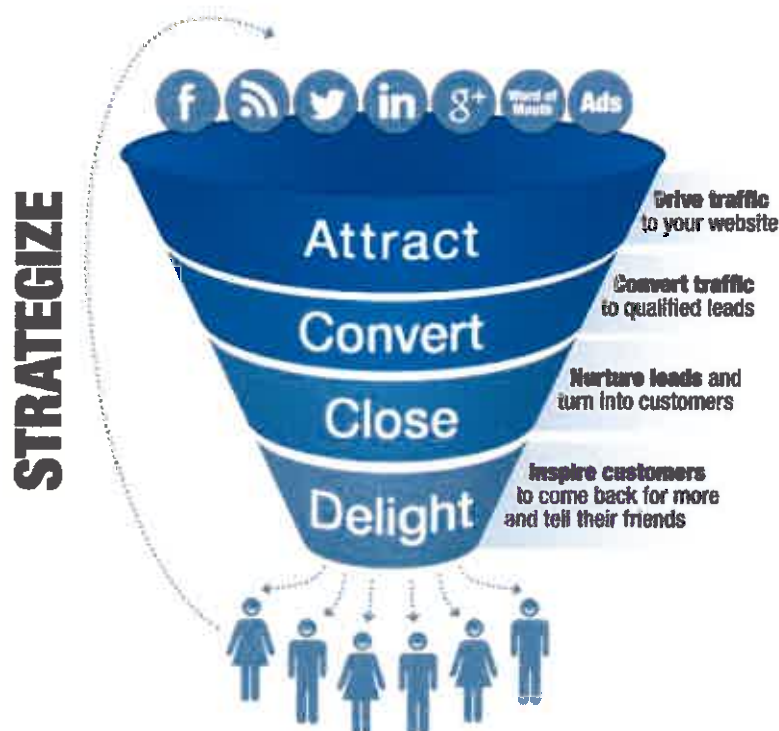 f
in
g+
Word of
Mouth
Ads
STRATEGIZE
Attract
Drive traffic
to your website
Convert
Convert traffic
to qualified leads
Close
Nurture leads and
turn into customers
Delight
Inspire customers
to come back for more
and tell their friends